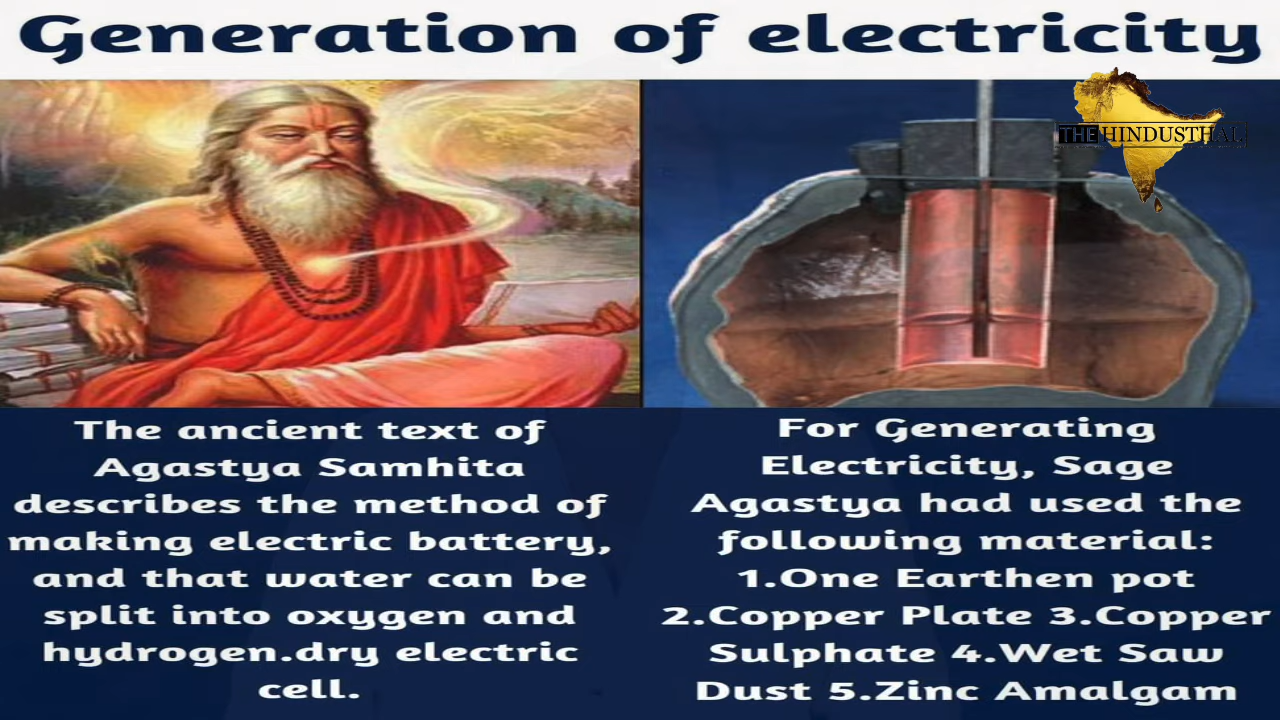 Generation of electricity
THE HINDUSTHAL
The ancient text of
Agastya Samhita
describes the method of
making electric battery,
and that water can be
split into oxygen and
hydrogen.dry electric
cell.
For Generating
Electricity, Sage
Agastya had used the
following material:
1.One Earthen pot
2.Copper Plate 3.Copper
Sulphate 4.Wet Saw
Dust 5.Zinc Amalgam